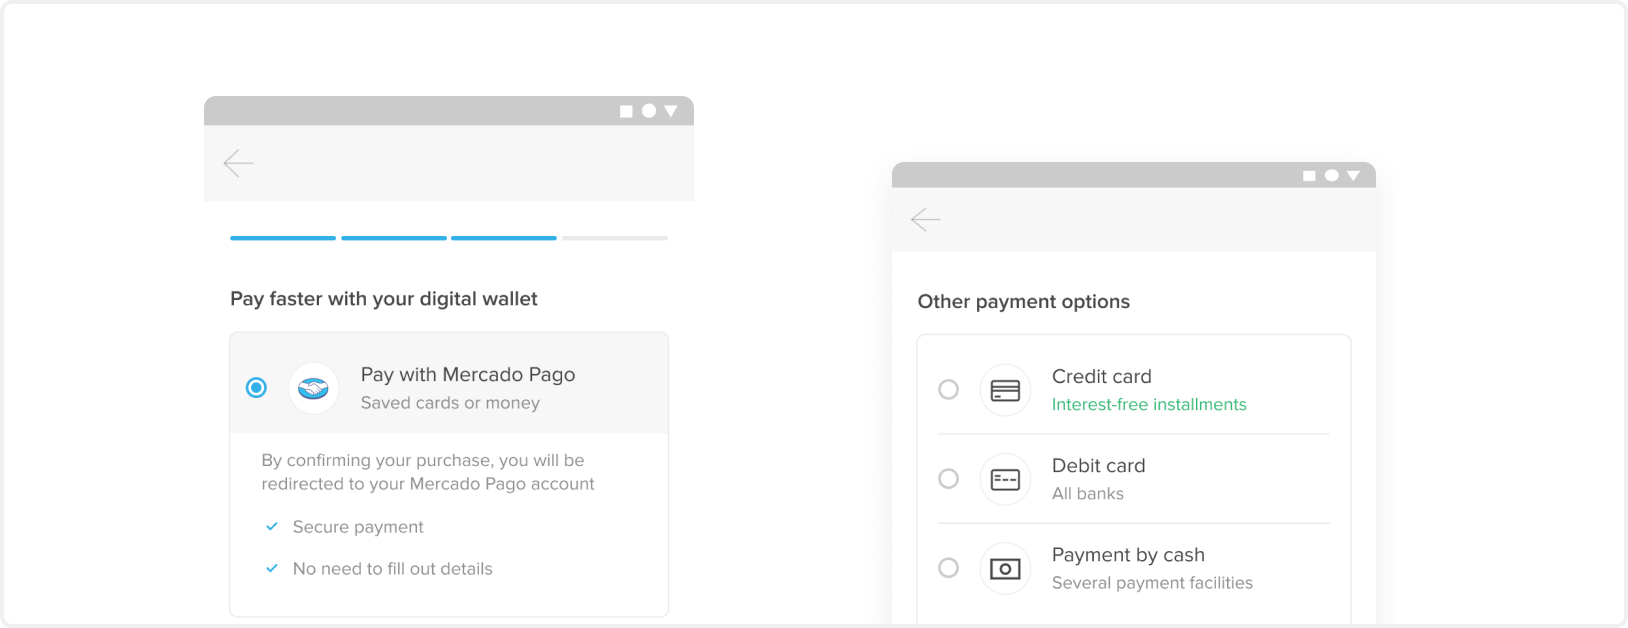 Pay faster with your digital wallet
Pay with Mercado Pago
Saved cards or money
By confirming your purchase, you will be
redirected to your Mercado Pago account
Secure payment
No need to fill out details
Other payment options
Credit card
Interest-free installments
Debit card
All banks
Payment by cash
Several payment facilities